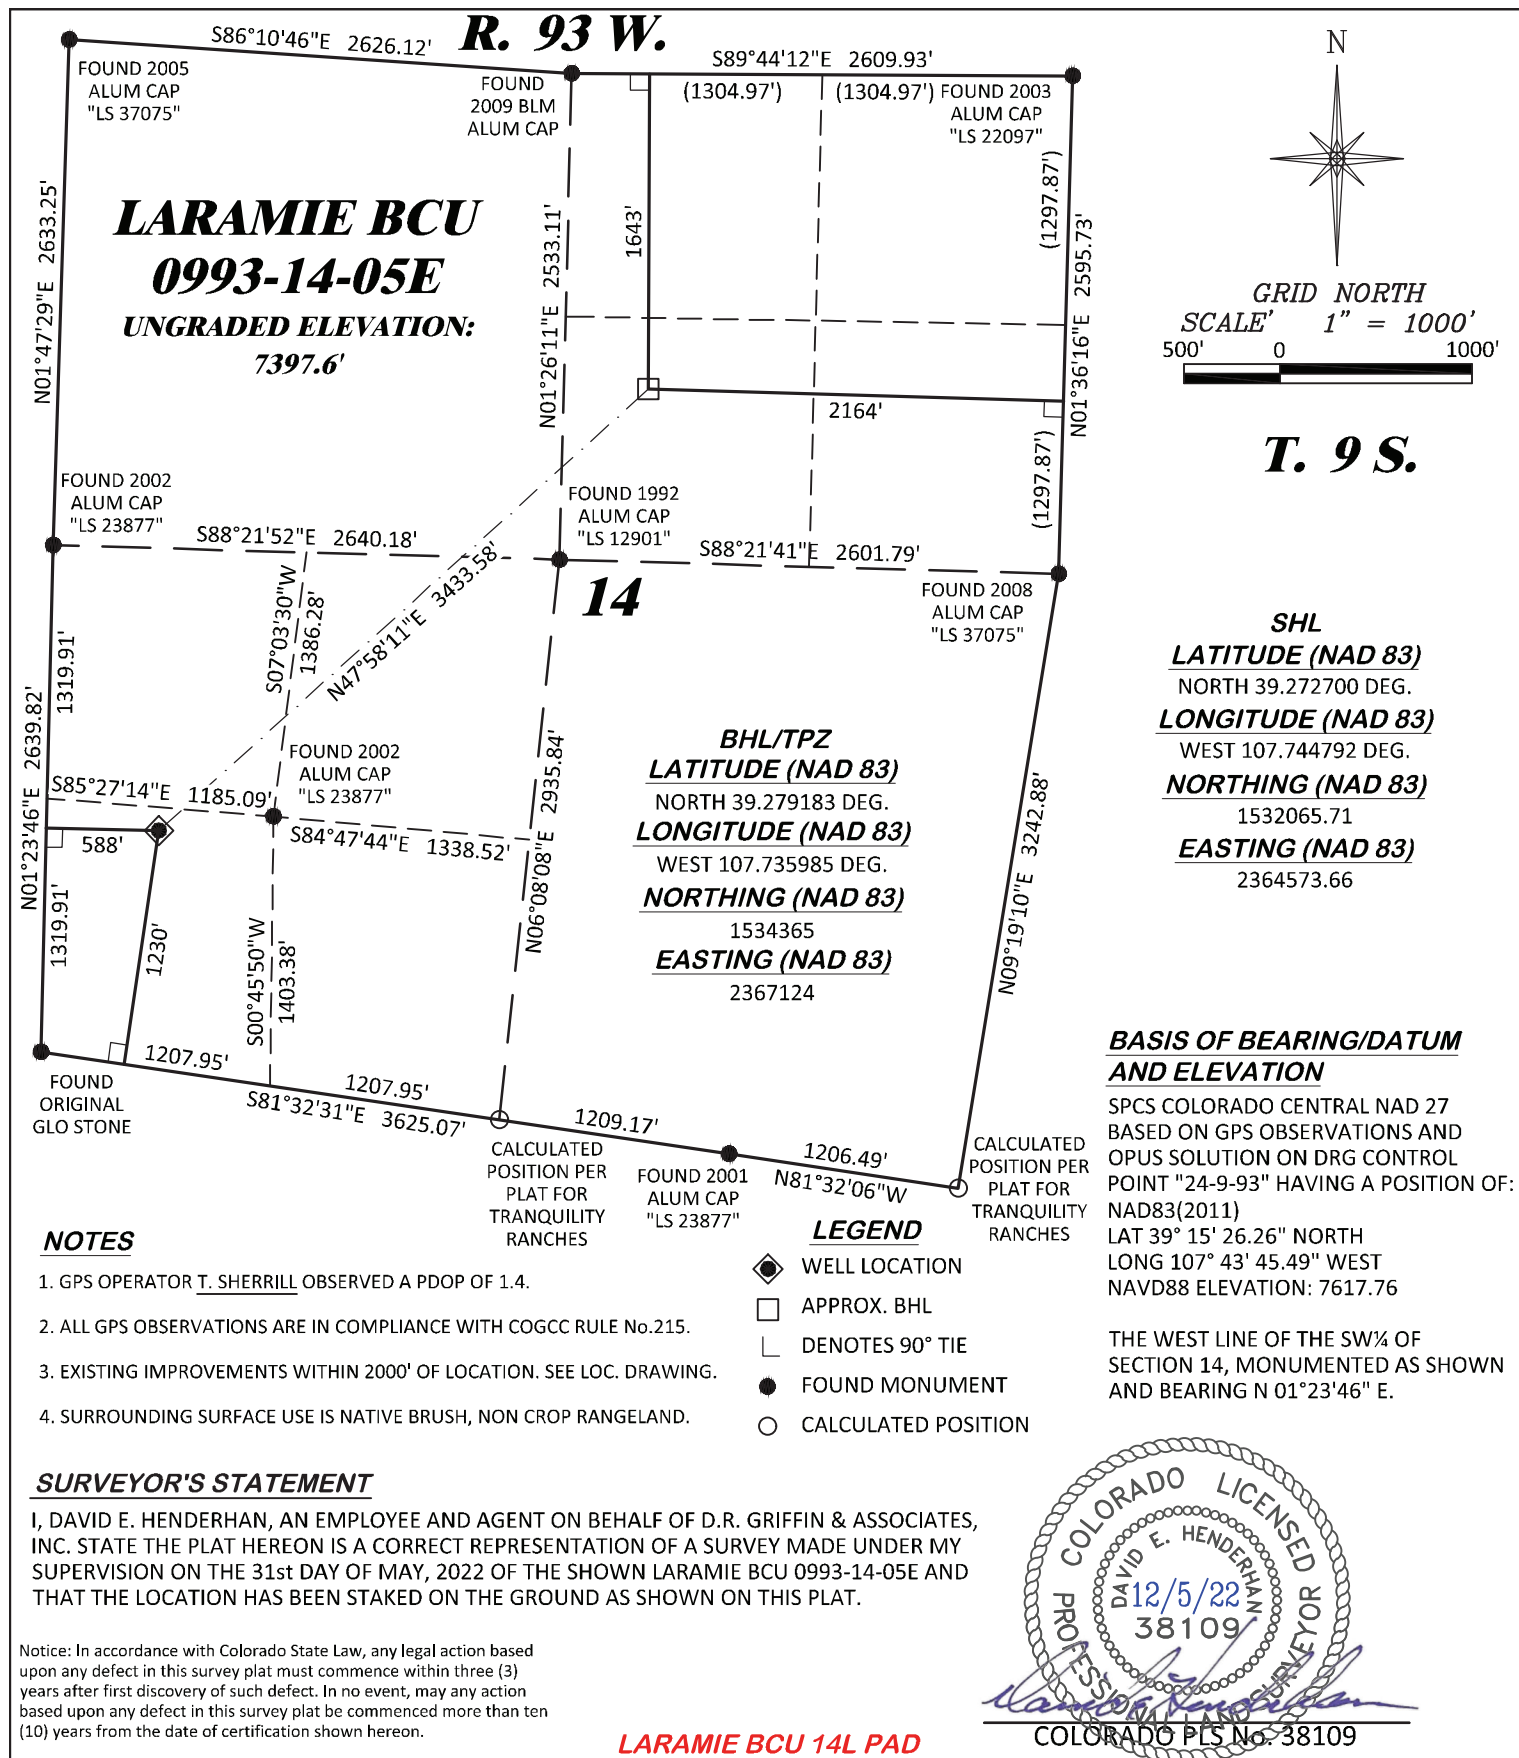 R. 93 W.
S86°10'46"E 2626.12'
S89°44'12"E 2609.93'
(1304.97')
(1304.97')
FOUND 2005
ALUM CAP
"LS 37075"
FOUND
2009 BLM
ALUM CAP
FOUND 2003
ALUM CAP
"LS 22097"
N
LARAMIE BCU
0993-14-05E
UNGRADED ELEVATION:
7397.6'
N01°47'29"E 2633.25'
N01°26'11"E 2533.11'
1643'
(1297.87')
N01°36'16"E 2595.73'
(1297.87')
2164'
GRID NORTH
SCALE' 1" = 1000'
500' 0 1000'
T. 9 S.
FOUND 2002
ALUM CAP
"LS 23877"
S88°21'52"E 2640.18'
FOUND 1992
ALUM CAP
"LS 12901"
S88°21'41"E 2601.79'
14
FOUND 2008
ALUM CAP
"LS 37075"
S07°03'30"W
1386.28'
N47°58'11"E 3433.58'
1319.91'
N01°23'46"E 2639.82'
1319.91'
S85°27'14"E 1185.09'
FOUND 2002
ALUM CAP
"LS 23877"
S84°47'44"E 1338.52'
588'
1230'
S00°45'50"W
1403.38'
N06°08'08"E 2935.84'
N09°19'10"E 3242.88'
BHL/TPZ
LATITUDE (NAD 83)
NORTH 39.279183 DEG.
LONGITUDE (NAD 83)
WEST 107.735985 DEG.
NORTHING (NAD 83)
1534365
EASTING (NAD 83)
2367124
SHL
LATITUDE (NAD 83)
NORTH 39.272700 DEG.
LONGITUDE (NAD 83)
WEST 107.744792 DEG.
NORTHING (NAD 83)
1532065.71
EASTING (NAD 83)
2364573.66
FOUND
ORIGINAL
GLO STONE
1207.95'
1207.95'
S81°32'31"E 3625.07'
1209.17'
1206.49'
N81°32'06"W
CALCULATED
POSITION PER
PLAT FOR
TRANQUILITY
RANCHES
FOUND 2001
ALUM CAP
"LS 23877"
CALCULATED
POSITION PER
PLAT FOR
TRANQUILITY
RANCHES
BASIS OF BEARING/DATUM
AND ELEVATION
SPCS COLORADO CENTRAL NAD 27
BASED ON GPS OBSERVATIONS AND
OPUS SOLUTION ON DRG CONTROL
POINT "24-9-93" HAVING A POSITION OF:
NAD83(2011)
LAT 39° 15' 26.26" NORTH
LONG 107° 43' 45.49" WEST
NAVD88 ELEVATION: 7617.76
THE WEST LINE OF THE SW¼ OF
SECTION 14, MONUMENTED AS SHOWN
AND BEARING N 01°23'46" E.
NOTES
1. GPS OPERATOR T. SHERRILL OBSERVED A PDOP OF 1.4.
2. ALL GPS OBSERVATIONS ARE IN COMPLIANCE WITH COGCC RULE No.215.
3. EXISTING IMPROVEMENTS WITHIN 2000' OF LOCATION. SEE LOC. DRAWING.
4. SURROUNDING SURFACE USE IS NATIVE BRUSH, NON CROP RANGELAND.
LEGEND
WELL LOCATION
APPROX. BHL
DENOTES 90° TIE
FOUND MONUMENT
CALCULATED POSITION
SURVEYOR'S STATEMENT
I, DAVID E. HENDERHAN, AN EMPLOYEE AND AGENT ON BEHALF OF D.R. GRIFFIN & ASSOCIATES,
INC. STATE THE PLAT HEREON IS A CORRECT REPRESENTATION OF A SURVEY MADE UNDER MY
SUPERVISION ON THE 31st DAY OF MAY, 2022 OF THE SHOWN LARAMIE BCU 0993-14-05E AND
THAT THE LOCATION HAS BEEN STAKED ON THE GROUND AS SHOWN ON THIS PLAT.
Notice: In accordance with Colorado State Law, any legal action based
upon any defect in this survey plat must commence within three (3)
years after first discovery of such defect. In no event, may any action
based upon any defect in this survey plat be commenced more than ten
(10) years from the date of certification shown hereon.
LARAMIE BCU 14L PAD
COLORADO LICENSED
PROFESSIONAL LAND SURVEYOR
DAVID E. HENDERHAN
12/5/22
38109
COLORADO PLS No. 38109